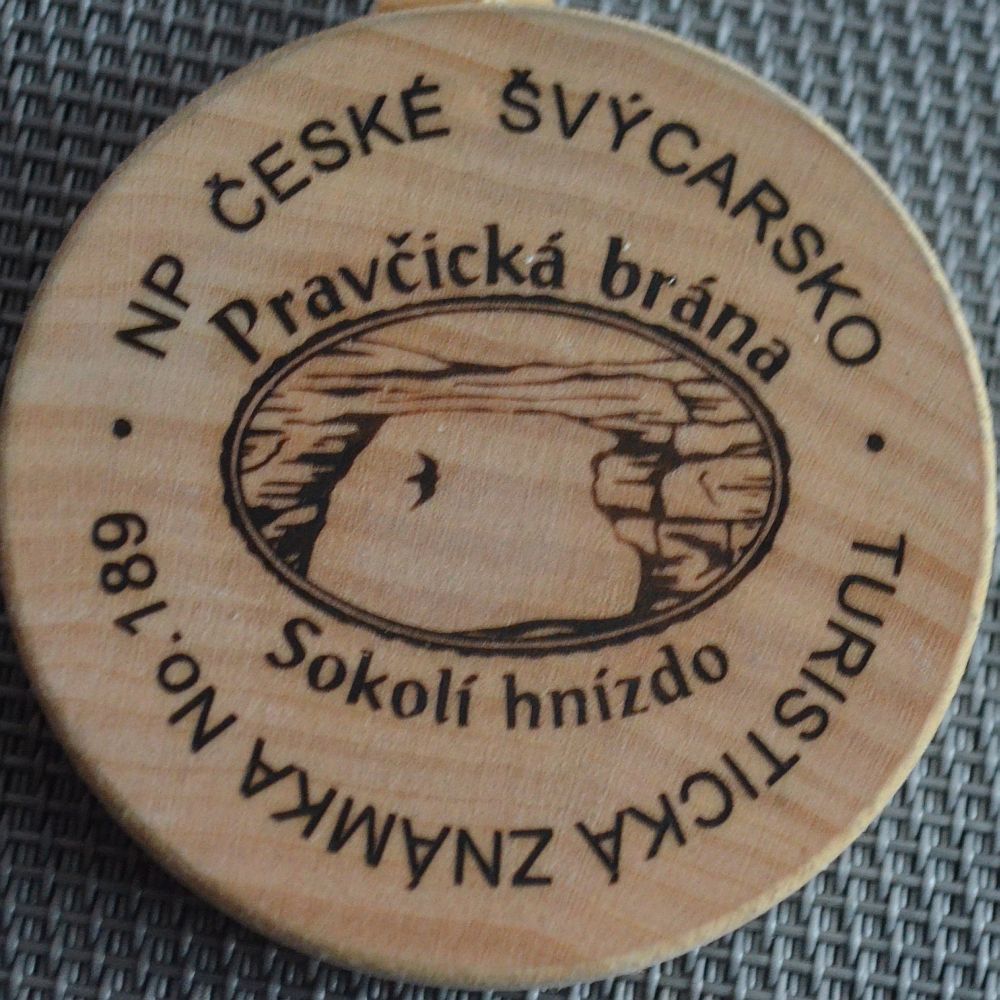 NP ČESKÉ ŠVÝCARSKO
Pravčická brána
Sokolí hnízdo
TURISTICKÁ ZNÁMKA No.189